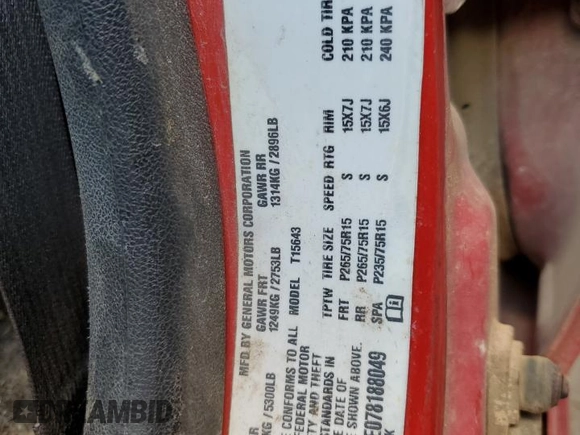 MFD BY GENERAL MOTORS CORPORATION
GAWR FRT GAWR RR
KG / 5300LB 1249KG / 2753LB 1314KG / 2896LB
CONFORMS TO ALL MODEL T15643
FEDERAL MOTOR
TY AND THEFT TPTW TIRE SIZE SPEED RTG RIM COLD TIR
STANDARDS IN FRT P265/75R15 S 15X7J 210 KPA
E DATE OF RR P265/75R15 S 15X7J 210 KPA
SHOWN ABOVE. SPA P235/75R15 S 15X6J 240 KPA
E078188049
DYNAMBID